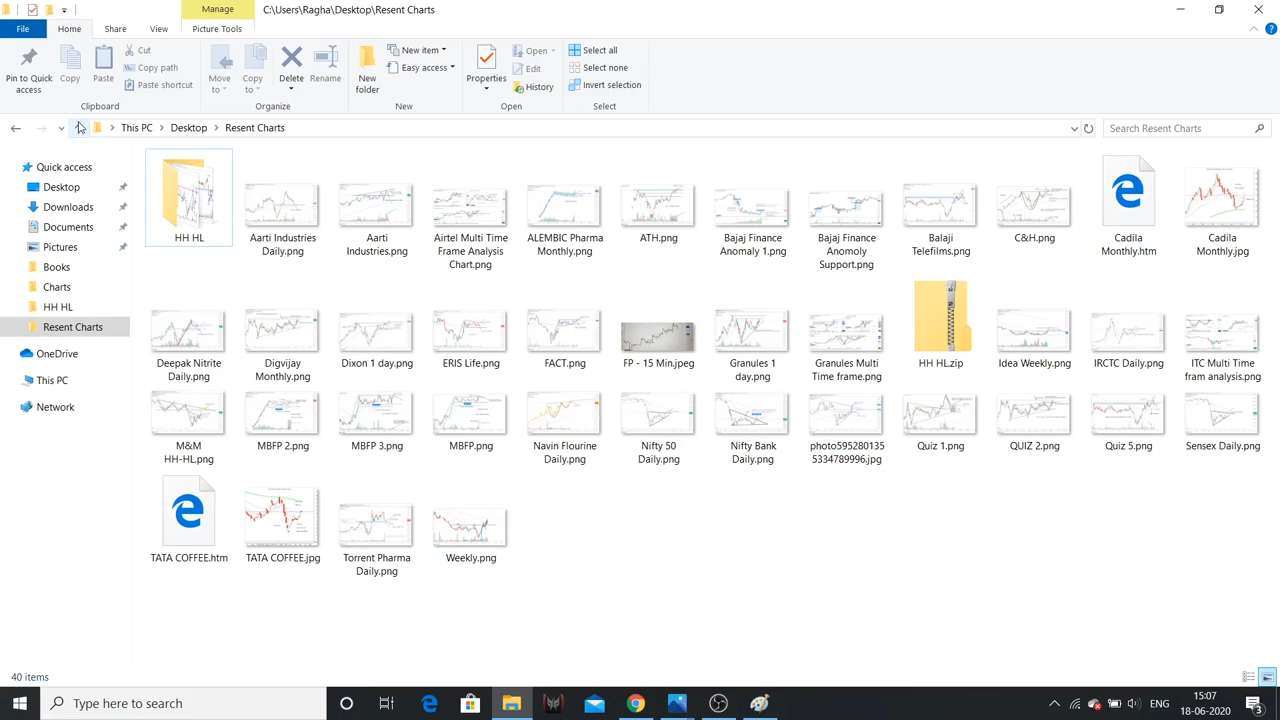 Manage
C:\Users\Ragha\Desktop\Resent Charts
File
Home
Share
View
Picture Tools
Pin to Quick access
Copy
Paste
Cut
Copy path
Paste shortcut
Move to
Copy to
Delete
Rename
New folder
New item
Easy access
Properties
Open
Edit
History
Select all
Select none
Invert selection
Clipboard
Organize
New
Open
Select
This PC
Desktop
Resent Charts
Search Resent Charts
Quick access
Desktop
Downloads
Documents
Pictures
Books
Charts
HH HL
Resent Charts
OneDrive
This PC
Network
HH HL
Aarti Industries Daily.png
Aarti Industries.png
Airtel Multi Time Frame Analysis Chart.png
ALEMBIC Pharma Monthly.png
ATH.png
Bajaj Finance Anomaly 1.png
Bajaj Finance Anomoly Support.png
Balaji Telefilms.png
C&H.png
Cadila Monthly.htm
Cadila Monthly.jpg
Deepak Nitrite Daily.png
Digvijay Monthly.png
Dixon 1 day.png
ERIS Life.png
FACT.png
FP - 15 Min.jpeg
Granules 1 day.png
Granules Multi Time frame.png
HH HL.zip
Idea Weekly.png
IRCTC Daily.png
ITC Multi Time fram analysis.png
M&M HH-HL.png
MBFP 2.png
MBFP 3.png
MBFP.png
Navin Flourine Daily.png
Nifty 50 Daily.png
Nifty Bank Daily.png
photo5952801355334789996.jpg
Quiz 1.png
QUIZ 2.png
Quiz 5.png
Sensex Daily.png
TATA COFFEE.htm
TATA COFFEE.jpg
Torrent Pharma Daily.png
Weekly.png
40 items
Type here to search
ENG
15:07
18-06-2020
3